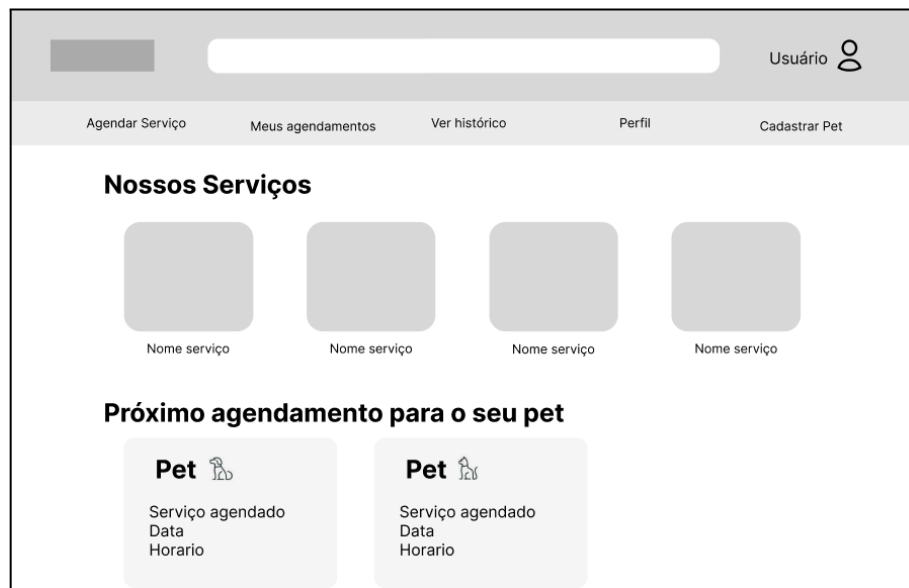 Usuário
Agendar Serviço
Meus agendamentos
Ver histórico
Perfil
Cadastrar Pet
Nossos Serviços
Nome serviço
Nome serviço
Nome serviço
Nome serviço
Próximo agendamento para o seu pet
Pet
Serviço agendado
Data
Horario
Pet
Serviço agendado
Data
Horario